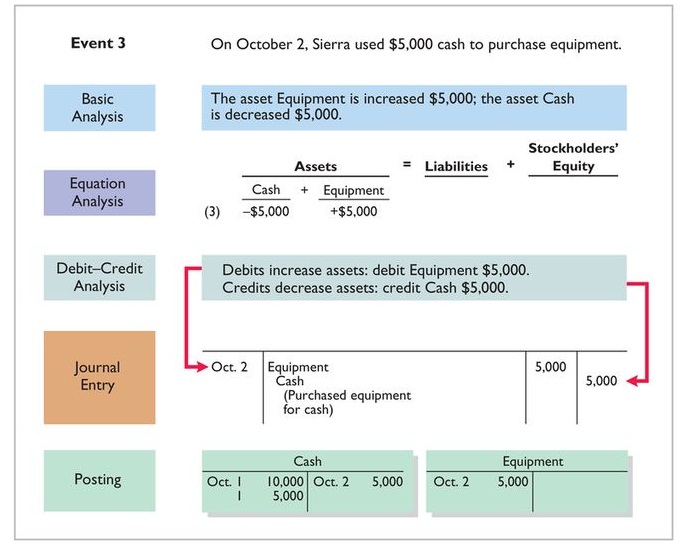 Event 3
On October 2, Sierra used $5,000 cash to purchase equipment.
Basic
Analysis
The asset Equipment is increased $5,000; the asset Cash
is decreased $5,000.
Equation
Analysis
Assets = Liabilities + Stockholders’
Equity
Cash + Equipment
(3) –$5,000 +$5,000
Debit–Credit
Analysis
Debits increase assets: debit Equipment $5,000.
Credits decrease assets: credit Cash $5,000.
Journal
Entry
Oct. 2 Equipment 5,000
Cash 5,000
(Purchased equipment
for cash)
Posting
Cash
Oct. 1 10,000 Oct. 2 5,000
1 5,000
Equipment
Oct. 2 5,000